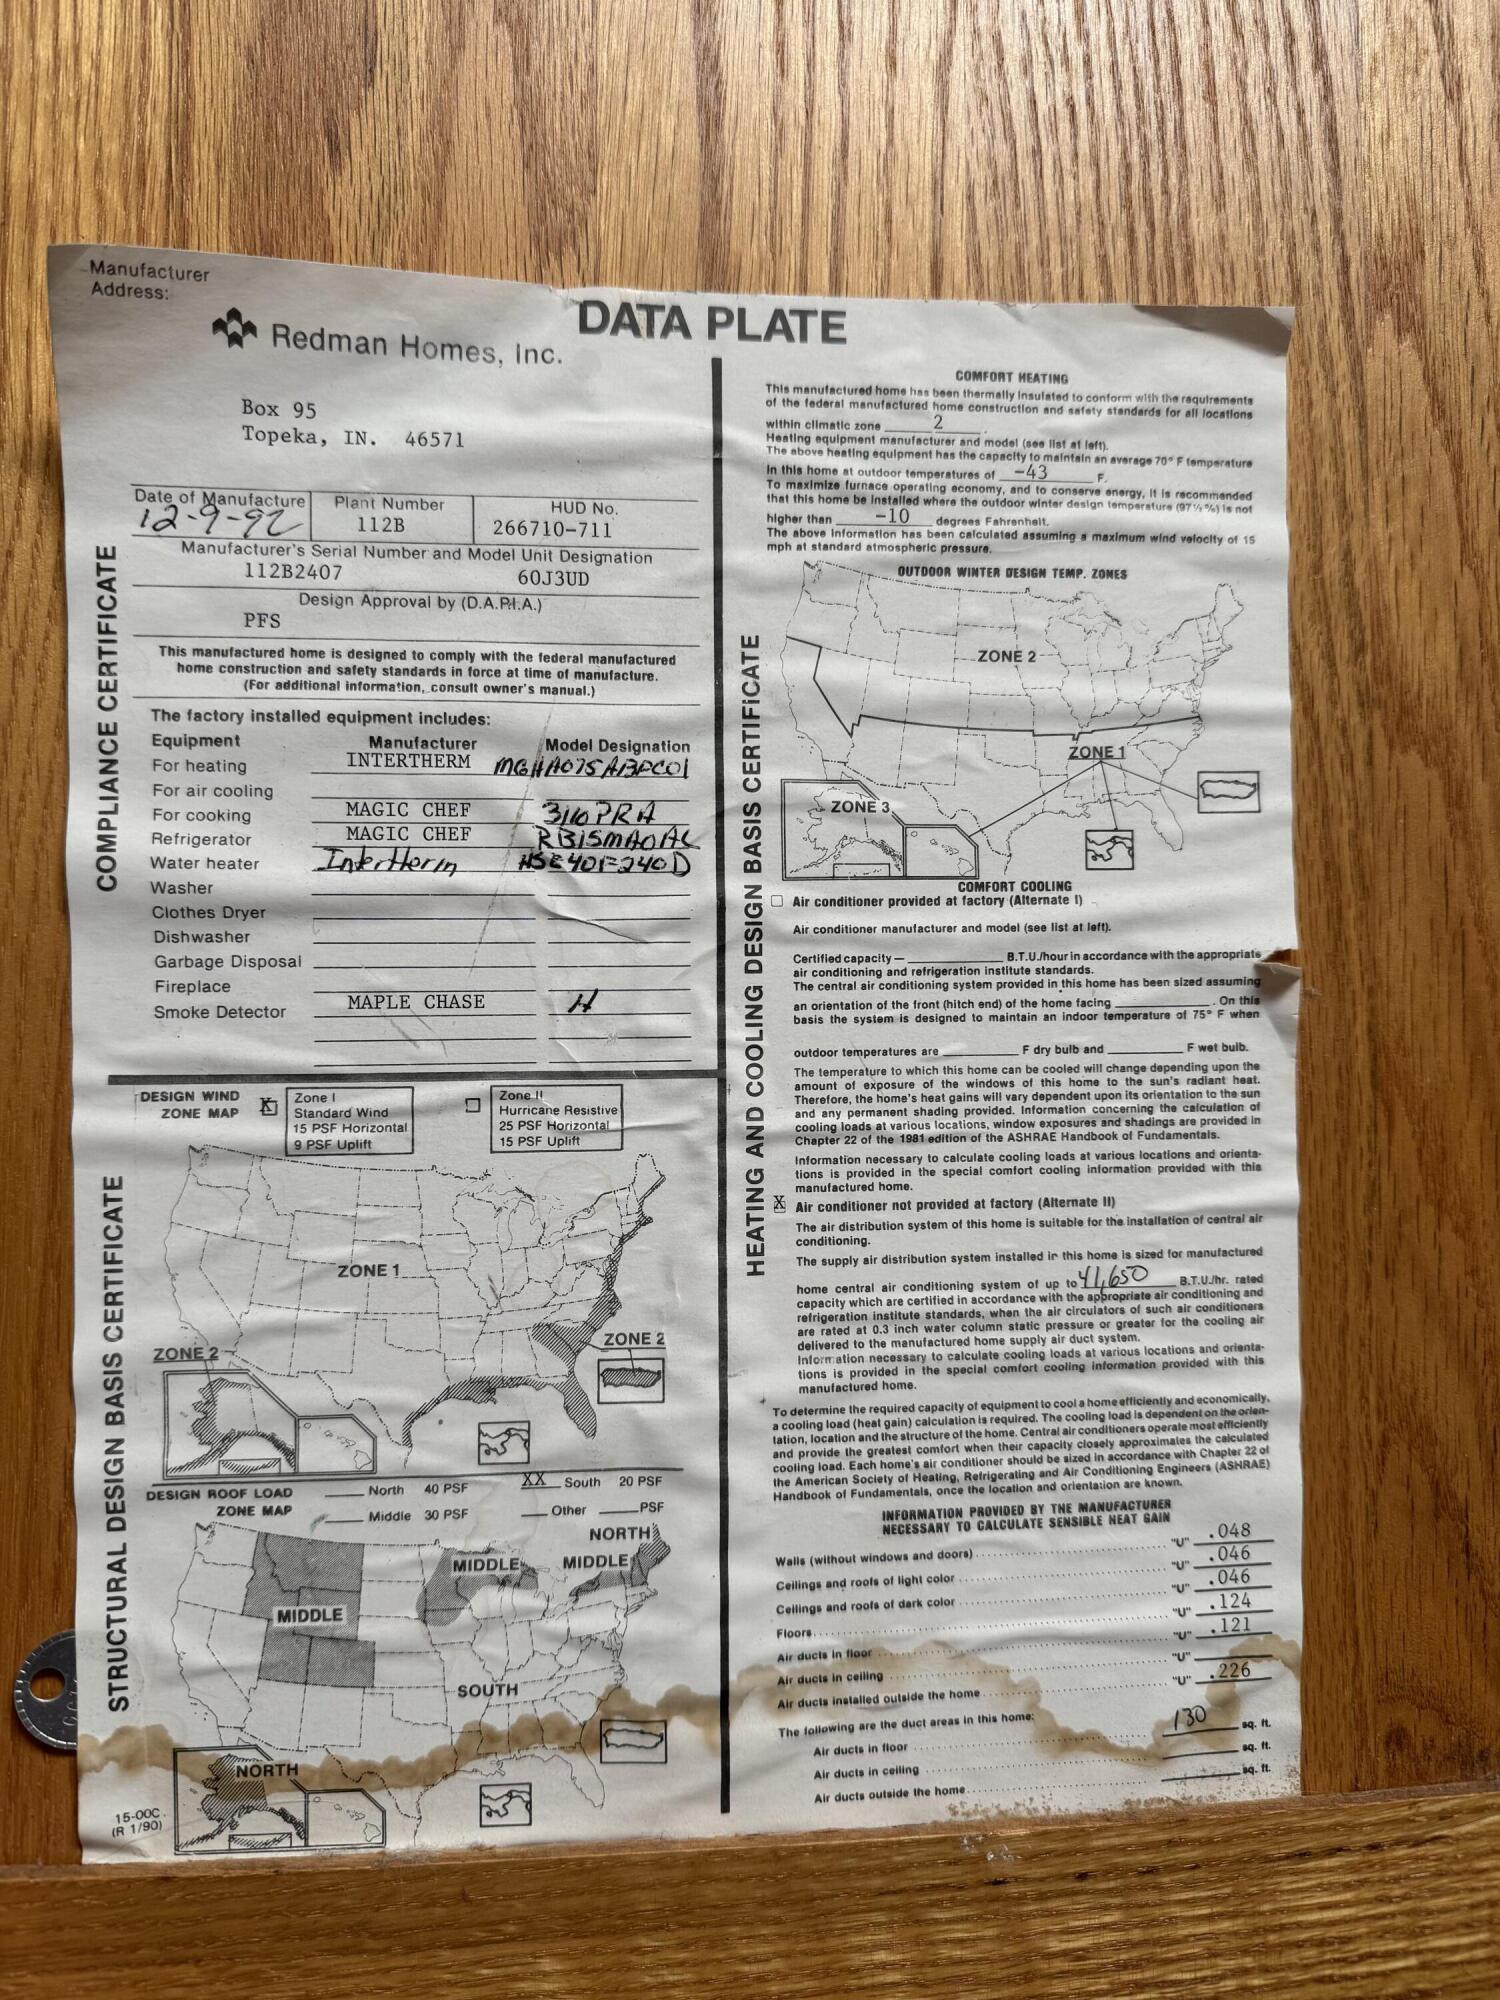 Manufacturer
Address:
DATA PLATE
Redman Homes, Inc.
Box 95
Topeka, IN. 46571
COMPLIANCE CERTIFICATE
Date of Manufacture
12-9-92
Plant Number
112B
HUD No.
266710-711
Manufacturer's Serial Number and Model Unit Designation
112B2407 60J3UD
Design Approval by (D.A.P.I.A.)
PFS
This manufactured home is designed to comply with the federal manufactured
home construction and safety standards in force at time of manufacture.
(For additional information, consult owner's manual.)
The factory installed equipment includes:
Equipment Manufacturer Model Designation
For heating INTERTHERM
For air cooling
For cooking MAGIC CHEF
Refrigerator MAGIC CHEF
Water heater Intertherm
Washer
Clothes Dryer
Dishwasher
Garbage Disposal
Fireplace
Smoke Detector MAPLE CHASE H
STRUCTURAL DESIGN BASIS CERTIFICATE
DESIGN WIND
ZONE MAP
X
Zone I
Standard Wind
15 PSF Horizontal
9 PSF Uplift
Zone II
Hurricane Resistive
25 PSF Horizontal
15 PSF Uplift
ZONE 1
ZONE 2
ZONE 2
DESIGN ROOF LOAD
ZONE MAP
North 40 PSF XX South 20 PSF
Middle 30 PSF Other PSF
NORTH
MIDDLE MIDDLE
MIDDLE
SOUTH
NORTH
15-00C
(R 1/90)
HEATING AND COOLING DESIGN BASIS CERTIFICATE
COMFORT HEATING
This manufactured home has been thermally insulated to conform with the requirements
of the federal manufactured home construction and safety standards for all locations
within climatic zone 2 .
Heating equipment manufacturer and model (see list at left).
The above heating equipment has the capacity to maintain an average 70° F temperature
in this home at outdoor temperatures of -43 F.
To maximize furnace operating economy, and to conserve energy, it is recommended
that this home be installed where the outdoor winter design temperature (97½%) is not
higher than -10 degrees Fahrenheit.
The above information has been calculated assuming a maximum wind velocity of 15
mph at standard atmospheric pressure.
OUTDOOR WINTER DESIGN TEMP. ZONES
ZONE 2
ZONE 1
ZONE 3
COMFORT COOLING
Air conditioner provided at factory (Alternate I)
Air conditioner manufacturer and model (see list at left).
Certified capacity — B.T.U./hour in accordance with the appropriate
air conditioning and refrigeration institute standards.
The central air conditioning system provided in this home has been sized assuming
an orientation of the front (hitch end) of the home facing . On this
basis the system is designed to maintain an indoor temperature of 75° F when
outdoor temperatures are F dry bulb and F wet bulb.
The temperature to which this home can be cooled will change depending upon the
amount of exposure of the windows of this home to the sun's radiant heat.
Therefore, the home's heat gains will vary dependent upon its orientation to the sun
and any permanent shading provided. Information concerning the calculation of
cooling loads at various locations, window exposures and shadings are provided in
Chapter 22 of the 1981 edition of the ASHRAE Handbook of Fundamentals.
Information necessary to calculate cooling loads at various locations and orienta-
tions is provided in the special comfort cooling information provided with this
manufactured home.
X Air conditioner not provided at factory (Alternate II)
The air distribution system of this home is suitable for the installation of central air
conditioning.
The supply air distribution system installed in this home is sized for manufactured
home central air conditioning system of up to 41,650 B.T.U./hr. rated
capacity which are certified in accordance with the appropriate air conditioning and
refrigeration institute standards, when the air circulators of such air conditioners
are rated at 0.3 inch water column static pressure or greater for the cooling air
delivered to the manufactured home supply air duct system.
Information necessary to calculate cooling loads at various locations and orienta-
tions is provided in the special comfort cooling information provided with this
manufactured home.
To determine the required capacity of equipment to cool a home efficiently and economically,
a cooling load (heat gain) calculation is required. The cooling load is dependent on the orien-
tation, location and the structure of the home. Central air conditioners operate most efficiently
and provide the greatest comfort when their capacity closely approximates the calculated
cooling load. Each home's air conditioner should be sized in accordance with Chapter 22 of
the American Society of Heating, Refrigerating and Air Conditioning Engineers (ASHRAE)
Handbook of Fundamentals, once the location and orientation are known.
INFORMATION PROVIDED BY THE MANUFACTURER
NECESSARY TO CALCULATE SENSIBLE HEAT GAIN
Walls (without windows and doors) "U" .048
Ceilings and roofs of light color "U" .046
Ceilings and roofs of dark color "U" .046
Floors "U" .124
Air ducts in floor "U" .121
Air ducts in ceiling "U"
Air ducts installed outside the home "U" .226
The following are the duct areas in this home:
Air ducts in floor 130 sq. ft.
Air ducts in ceiling sq. ft.
Air ducts outside the home sq. ft.